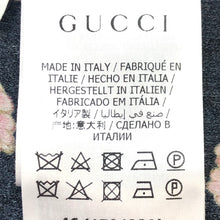 GUCCI
MADE IN ITALY / FABRIQUÉ EN
ITALIE / HECHO EN ITALIA /
HERGESTELLT IN ITALIEN /
FABRICADO EM ITÁLIA /
イタリア製 / صنع في إيطاليا /
产地: 意大利 / СДЕЛАНО В
ИТАЛИИ